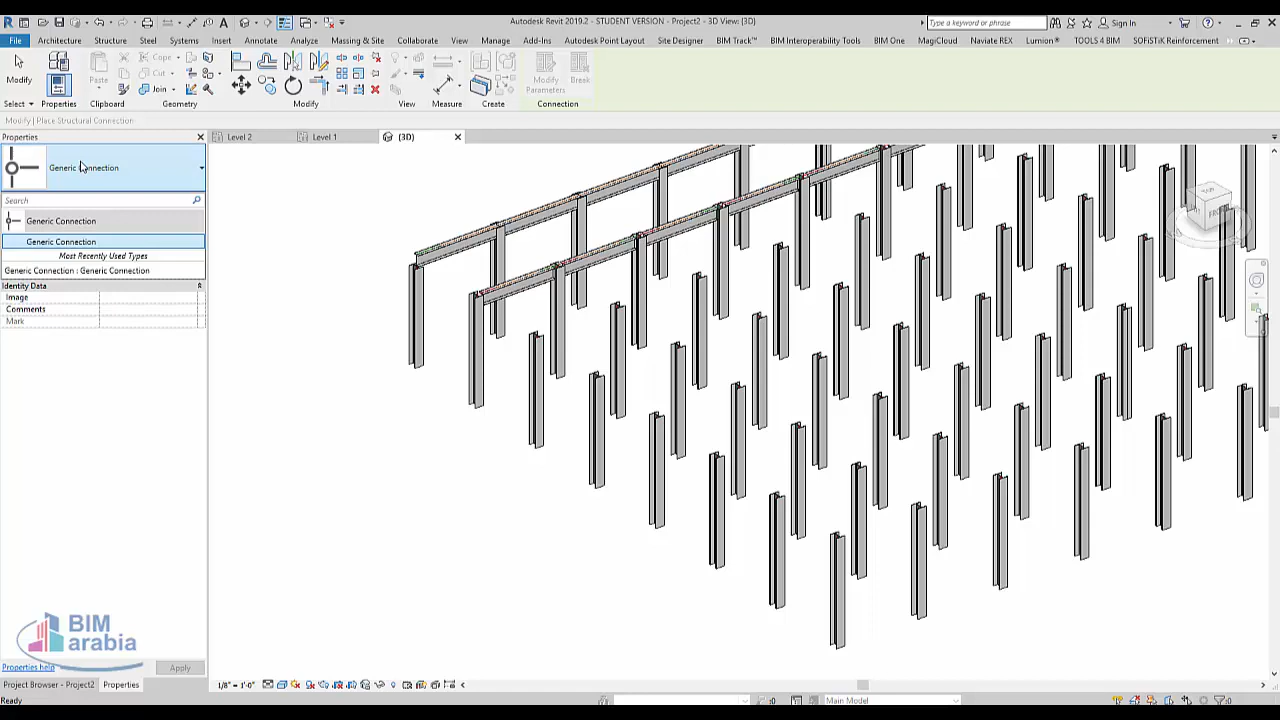 Autodesk Revit 2019.2 - STUDENT VERSION - Project2 - 3D View: {3D}
Type a keyword or phrase
Sign In
File Architecture Structure Steel Systems Insert Annotate Analyze Massing & Site Collaborate View Manage Add-Ins Autodesk Point Layout Site Designer BIM Track™ BIM Interoperability Tools BIM One MagiCloud Naviate REX Lumion® TOOLS 4 BIM SOFiSTiK Reinforcement
Cope
Cut
Join
Modify
Paste
Modify Parameters
Break
Select Properties Clipboard Geometry Modify View Measure Create Connection
Modify | Place Structural Connection
Properties
Level 2
Level 1
{3D}
Generic Connection
Search
Generic Connection
Generic Connection
Most Recently Used Types
Generic Connection : Generic Connection
Identity Data
Image
Comments
Mark
BIM
arabia
Properties help
Apply
Project Browser - Project2
Properties
1/8" = 1'-0"
Ready
:0
Main Model
:0